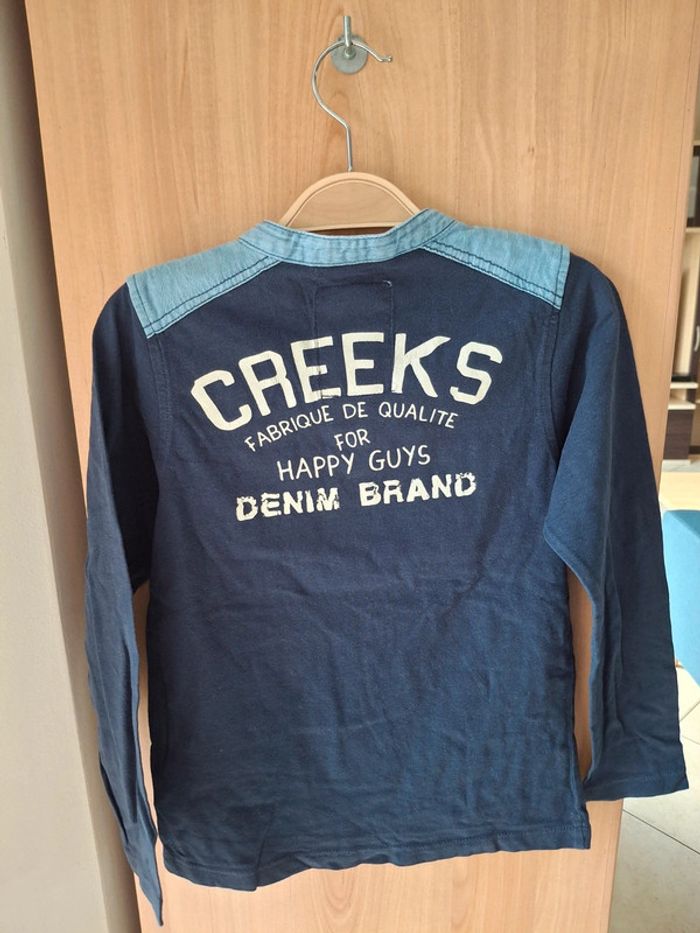 CREEKS
FABRIQUE DE QUALITE
FOR
HAPPY GUYS
DENIM BRAND